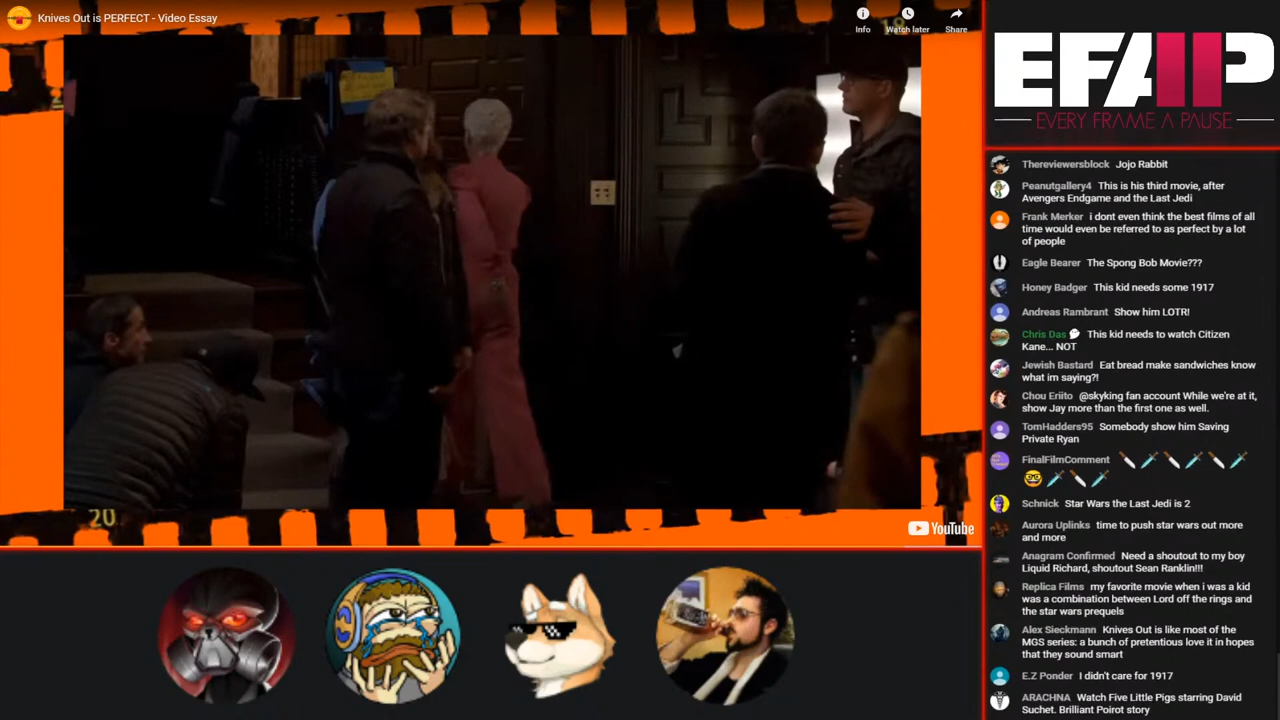 Knives Out is PERFECT - Video Essay
Info
Watch later
Share
20
YouTube
EFAP
EVERY FRAME A PAUSE
Thereviewersblock Jojo Rabbit
Peanutgallery4 This is his third movie, after
Avengers Endgame and the Last Jedi
Frank Merker i dont even think the best films of all
time would even be referred to as perfect by a lot
of people
Eagle Bearer The Spong Bob Movie???
Honey Badger This kid needs some 1917
Andreas Rambrant Show him LOTR!
Chris Das This kid needs to watch Citizen
Kane... NOT
Jewish Bastard Eat bread make sandwiches know
what im saying?!
Chou Eriito @skyking fan account While we're at it,
show Jay more than the first one as well.
TomHadders95 Somebody show him Saving
Private Ryan
FinalFilmComment
Schnick Star Wars the Last Jedi is 2
Aurora Uplinks time to push star wars out more
and more
Anagram Confirmed Need a shoutout to my boy
Liquid Richard, shoutout Sean Ranklin!!!
Replica Films my favorite movie when i was a kid
was a combination between Lord off the rings and
the star wars prequels
Alex Sieckmann Knives Out is like most of the
MGS series: a bunch of pretentious love it in hopes
that they sound smart
E.Z Ponder I didn't care for 1917
ARACHNA Watch Five Little Pigs starring David
Suchet. Brilliant Poirot story